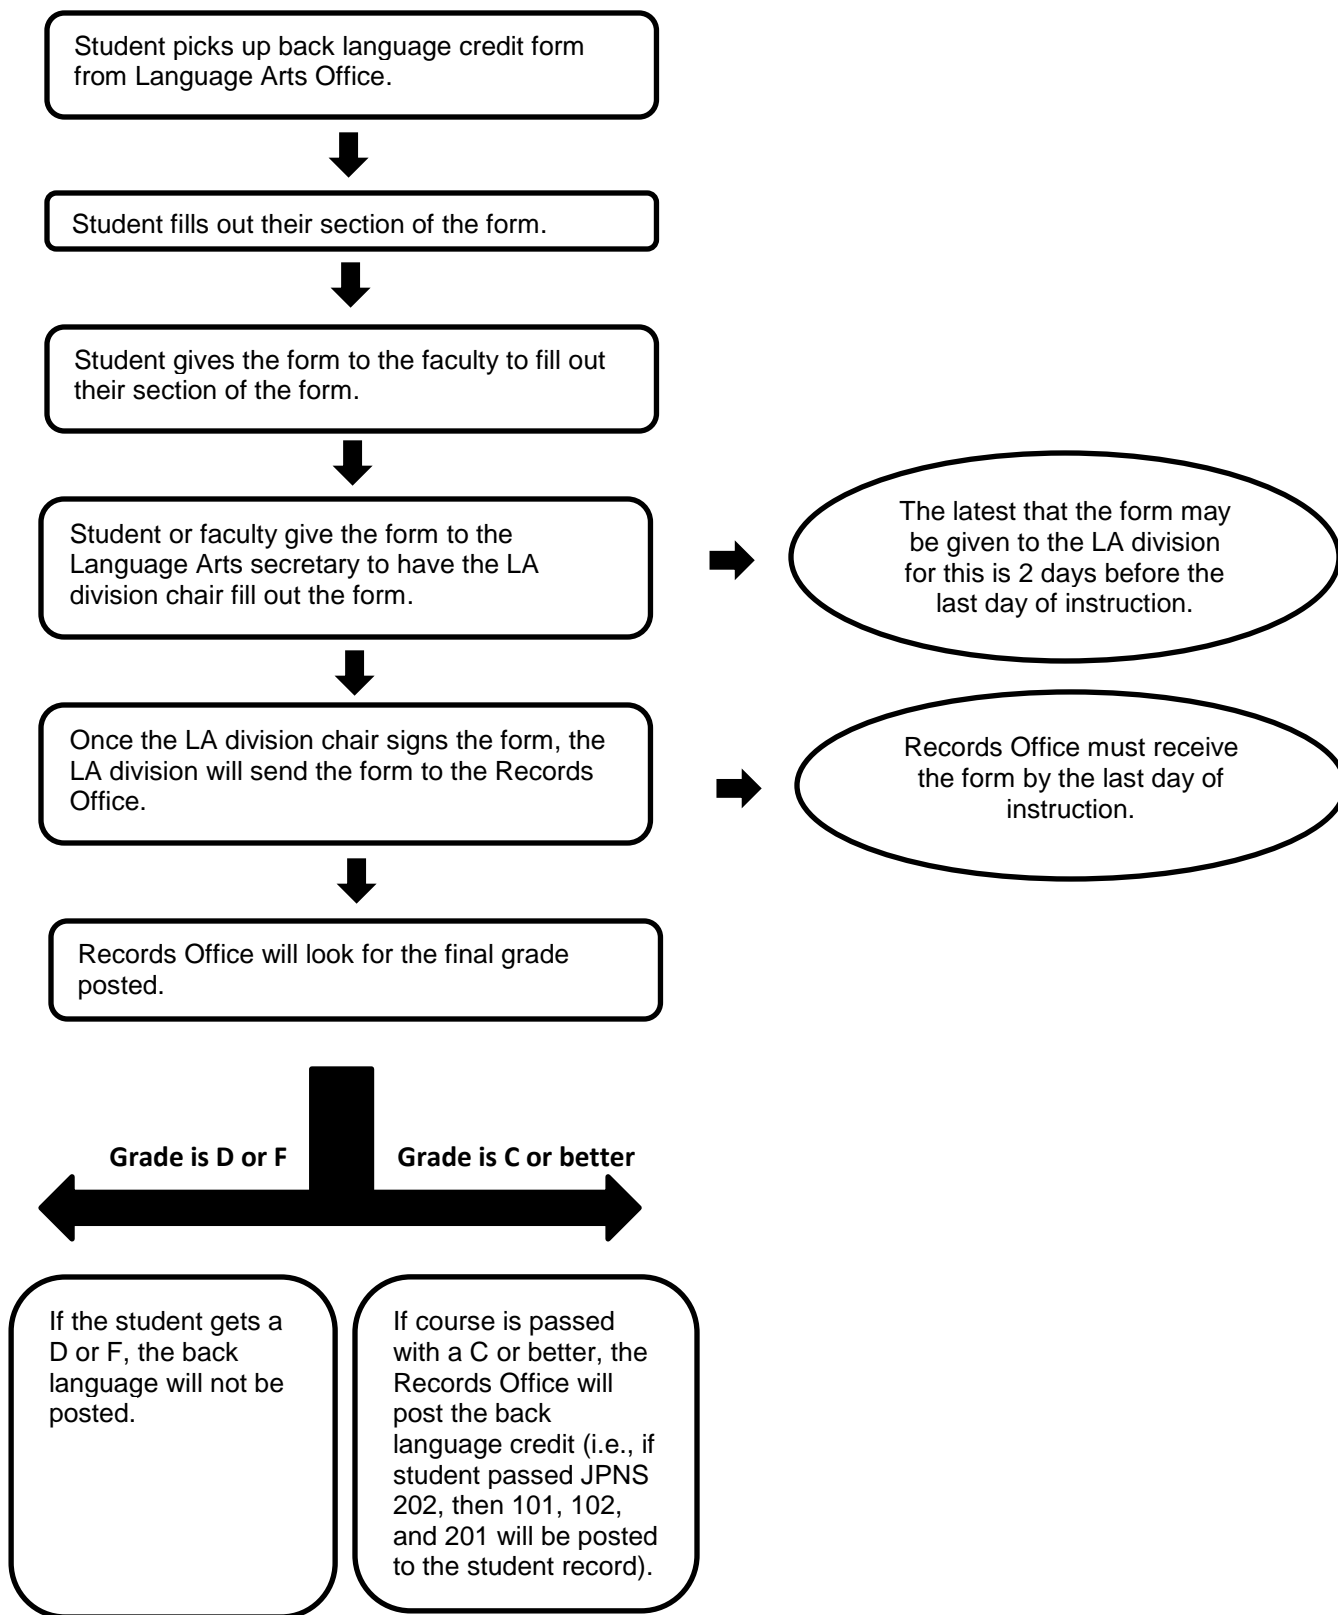 Student picks up back language credit form
from Language Arts Office.
Student fills out their section of the form.
Student gives the form to the faculty to fill out
their section of the form.
Student or faculty give the form to the
Language Arts secretary to have the LA
division chair fill out the form.
The latest that the form may
be given to the LA division
for this is 2 days before the
last day of instruction.
Once the LA division chair signs the form, the
LA division will send the form to the Records
Office.
Records Office must receive
the form by the last day of
instruction.
Records Office will look for the final grade
posted.
Grade is D or F
Grade is C or better
If the student gets a
D or F, the back
language will not be
posted.
If course is passed
with a C or better, the
Records Office will
post the back
language credit (i.e., if
student passed JPNS
202, then 101, 102,
and 201 will be posted
to the student record).